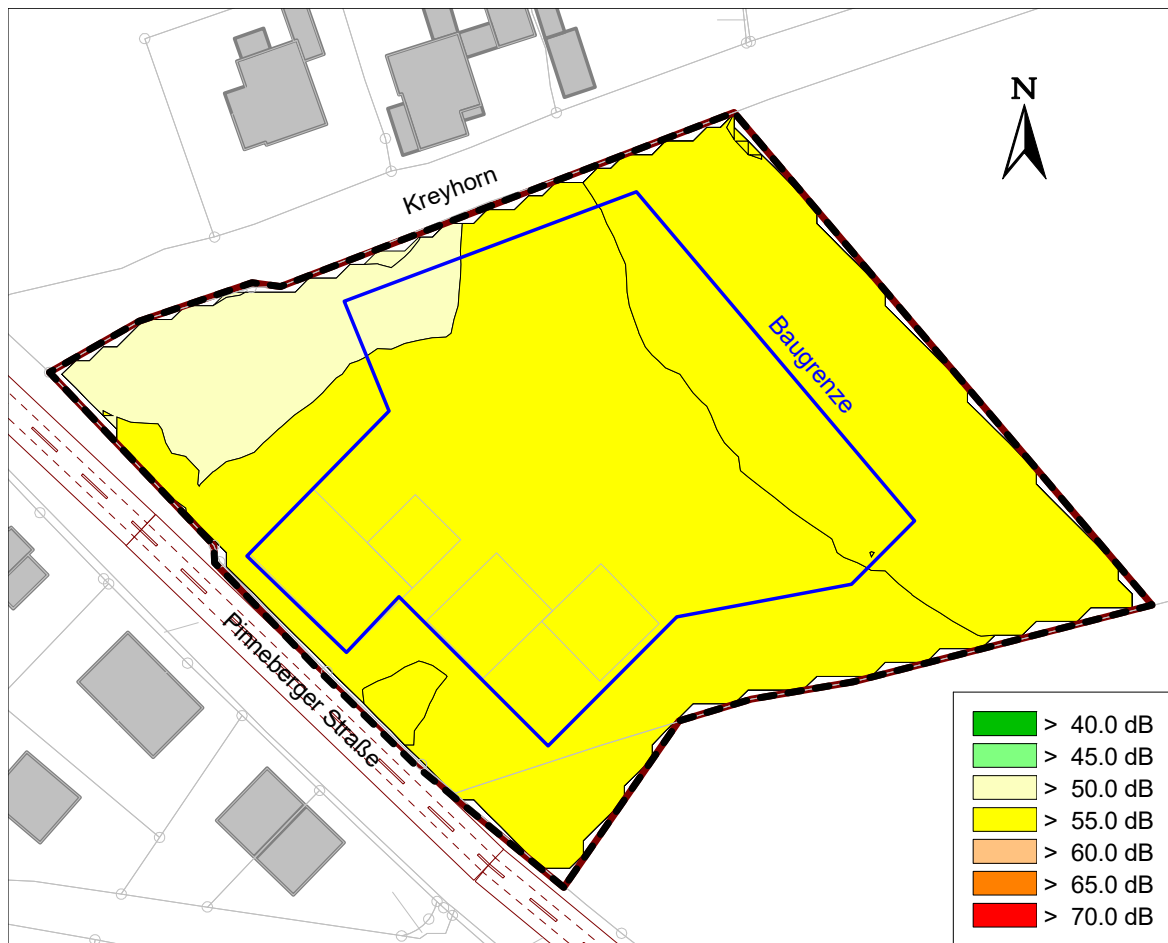 N
Kreyhorn
Baugrenze
Pinneberger Straße
> 40.0 dB
> 45.0 dB
> 50.0 dB
> 55.0 dB
> 60.0 dB
> 65.0 dB
> 70.0 dB